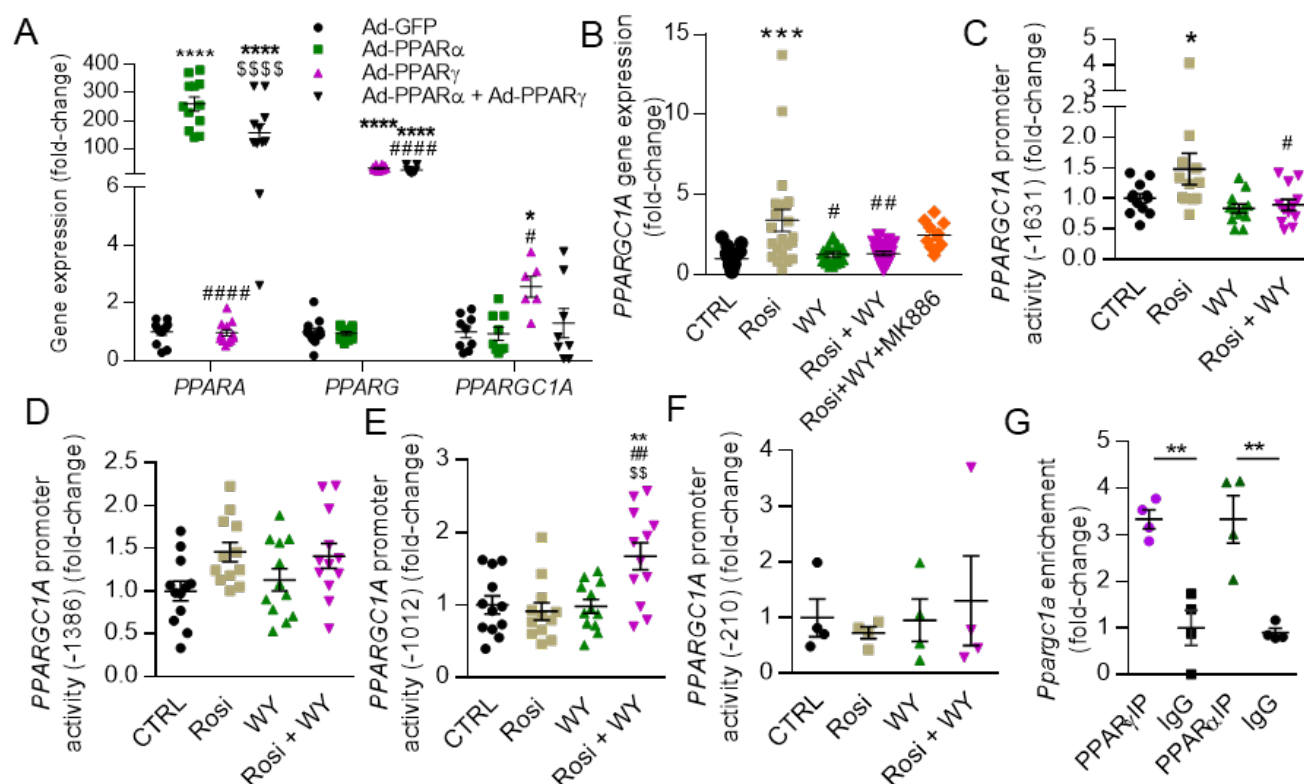 A
Ad-GFP
Ad-PPARα
Ad-PPARγ
Ad-PPARα + Ad-PPARγ
Gene expression (fold-change)
400
300
200
100
6
4
2
0
****
****
$$$$
####
****
****
####
*
#
PPARA
PPARG
PPARGC1A
B
PPARGC1A gene expression
(fold-change)
15
10
5
0
***
#
##
CTRL
Rosi
WY
Rosi + WY
Rosi+WY+MK886
C
PPARGC1A promoter
activity (-1631) (fold-change)
5
4
3
2.0
1.5
1.0
0.5
0.0
*
#
CTRL
Rosi
WY
Rosi + WY
D
PPARGC1A promoter
activity (-1386) (fold-change)
2.5
2.0
1.5
1.0
0.5
0.0
CTRL
Rosi
WY
Rosi + WY
E
PPARGC1A promoter
activity (-1012) (fold-change)
3
2
1
0
**
##
$$
CTRL
Rosi
WY
Rosi + WY
F
PPARGC1A promoter
activity (-210) (fold-change)
4
3
2
1
0
CTRL
Rosi
WY
Rosi + WY
G
Ppargc1a enrichement
(fold-change)
5
4
3
2
1
0
**
**
PPARγIP
IgG
PPARαIP
IgG